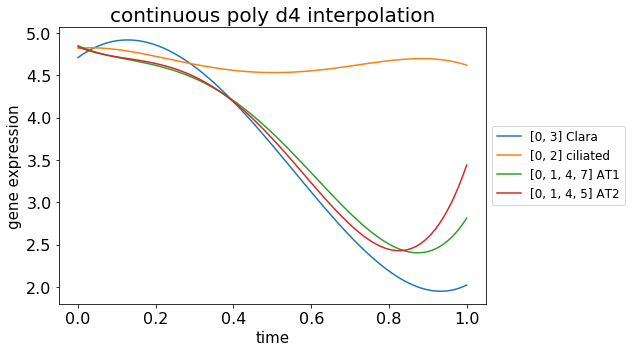 continuous poly d4 interpolation
gene expression
5.0
4.5
4.0
3.5
3.0
2.5
2.0
0.0 0.2 0.4 0.6 0.8 1.0
time
[0, 3] Clara
[0, 2] ciliated
[0, 1, 4, 7] AT1
[0, 1, 4, 5] AT2